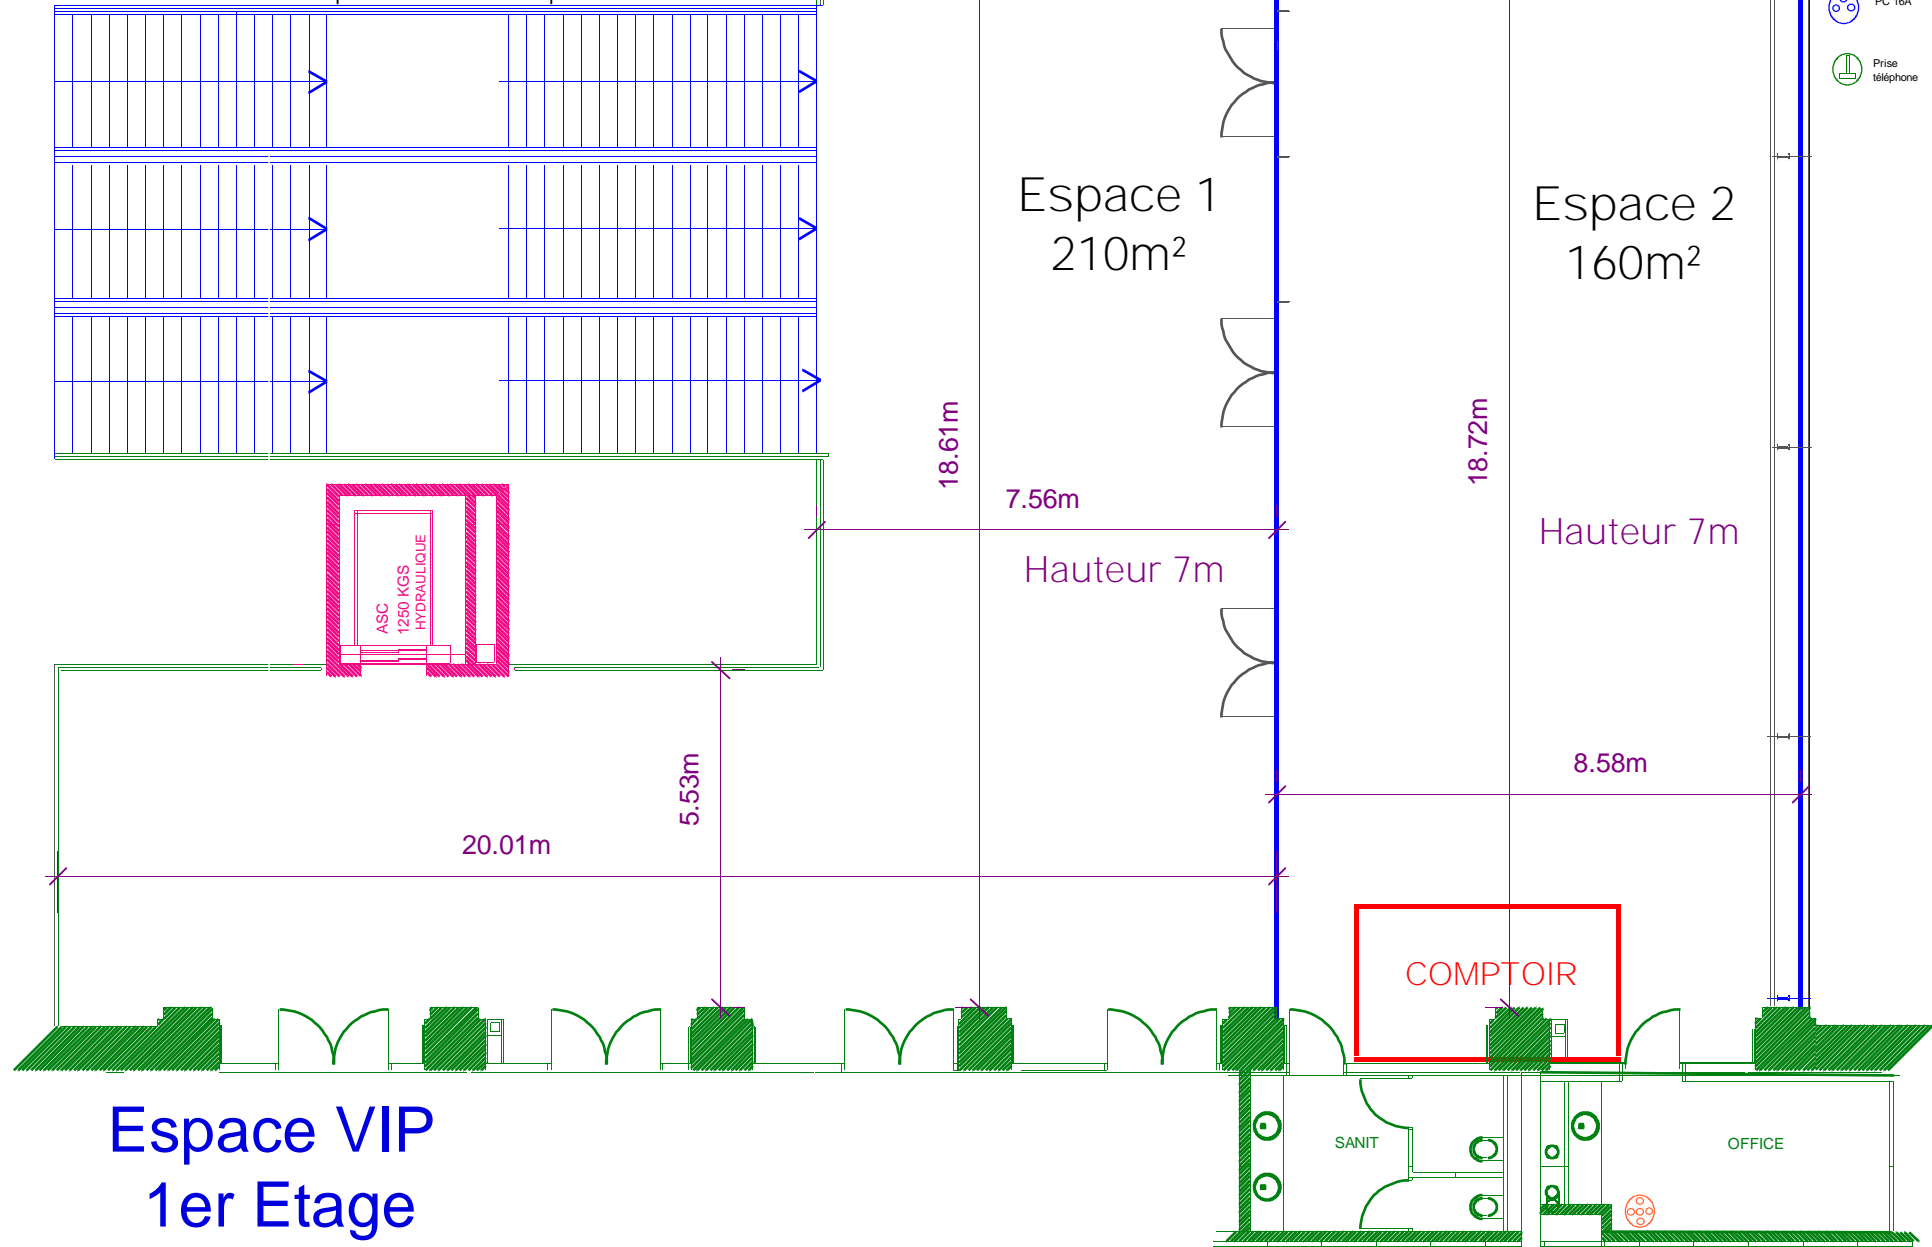 PC 16A
Prise
téléphone
Espace 1
210m²
Espace 2
160m²
18.61m
18.72m
7.56m
Hauteur 7m
Hauteur 7m
ASC
1250 KGS
HYDRAULIQUE
5.53m
8.58m
20.01m
COMPTOIR
Espace VIP
1er Etage
SANIT
OFFICE